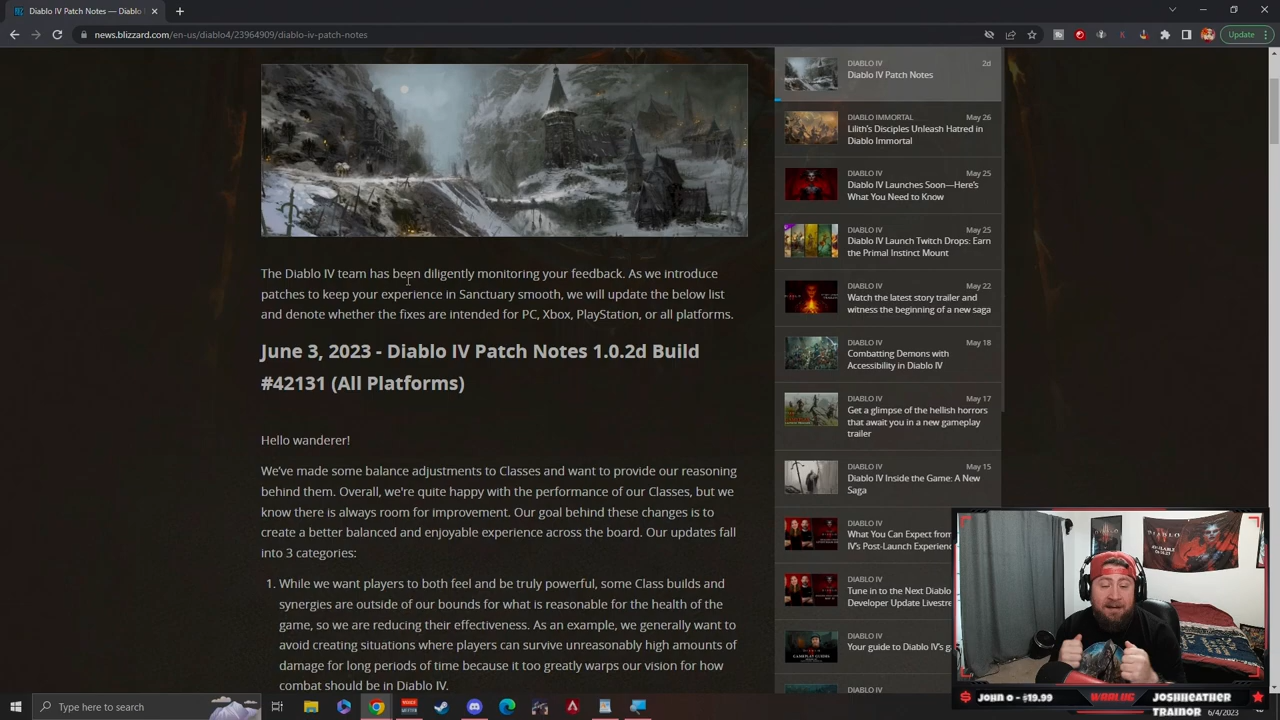 Diablo IV Patch Notes — Diablo I
news.blizzard.com/en-us/diablo4/23964909/diablo-iv-patch-notes
Update
The Diablo IV team has been diligently monitoring your feedback. As we introduce
patches to keep your experience in Sanctuary smooth, we will update the below list
and denote whether the fixes are intended for PC, Xbox, PlayStation, or all platforms.
June 3, 2023 - Diablo IV Patch Notes 1.0.2d Build
#42131 (All Platforms)
Hello wanderer!
We've made some balance adjustments to Classes and want to provide our reasoning
behind them. Overall, we're quite happy with the performance of our Classes, but we
know there is always room for improvement. Our goal behind these changes is to
create a better balanced and enjoyable experience across the board. Our updates fall
into 3 categories:
1. While we want players to both feel and be truly powerful, some Class builds and
synergies are outside of our bounds for what is reasonable for the health of the
game, so we are reducing their effectiveness. As an example, we generally want to
avoid creating situations where players can survive unreasonably high amounts of
damage for long periods of time because it too greatly warps our vision for how
combat should be in Diablo IV.
DIABLO IV 2d
Diablo IV Patch Notes
DIABLO IMMORTAL May 26
Lilith's Disciples Unleash Hatred in
Diablo Immortal
DIABLO IV May 25
Diablo IV Launches Soon—Here's
What You Need to Know
DIABLO IV May 25
Diablo IV Launch Twitch Drops: Earn
the Primal Instinct Mount
DIABLO IV May 22
Watch the latest story trailer and
witness the beginning of a new saga
DIABLO IV May 18
Combatting Demons with
Accessibility in Diablo IV
DIABLO IV May 17
Get a glimpse of the hellish horrors
that await you in a new gameplay
trailer
DIABLO IV May 15
Diablo IV Inside the Game: A New
Saga
DIABLO IV
What You Can Expect from
IV's Post-Launch Experienc
DIABLO IV
Tune in to the Next Diablo
Developer Update Livestre
DIABLO IV
Your guide to Diablo IV's g
DIABLO IV
DIABLO
$ JOHN O - $19.99 WARLUG JOSHHEATHER
TRAINOR
Type here to search
6/4/2023